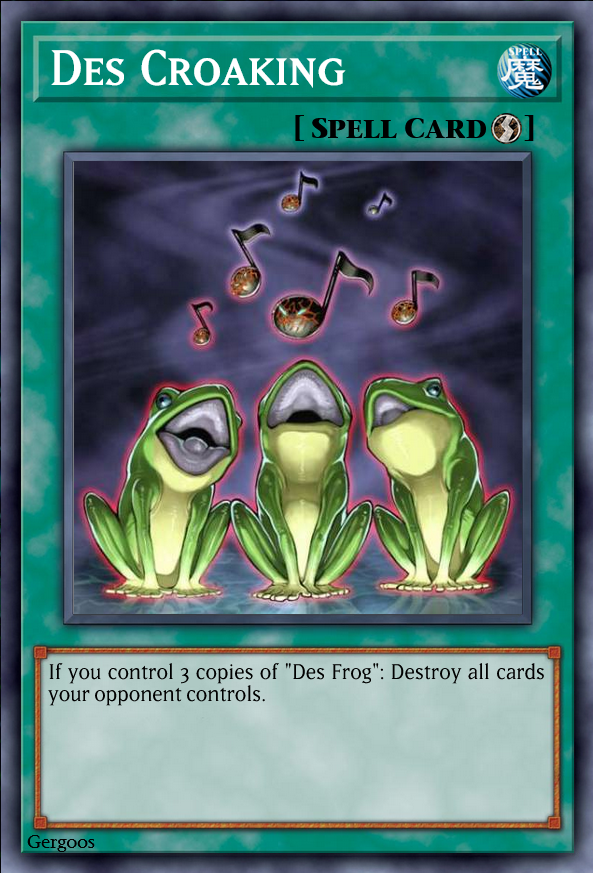 Des Croaking
SPELL
魔
[ Spell Card ]
If you control 3 copies of "Des Frog": Destroy all cards
your opponent controls.
Gergoos